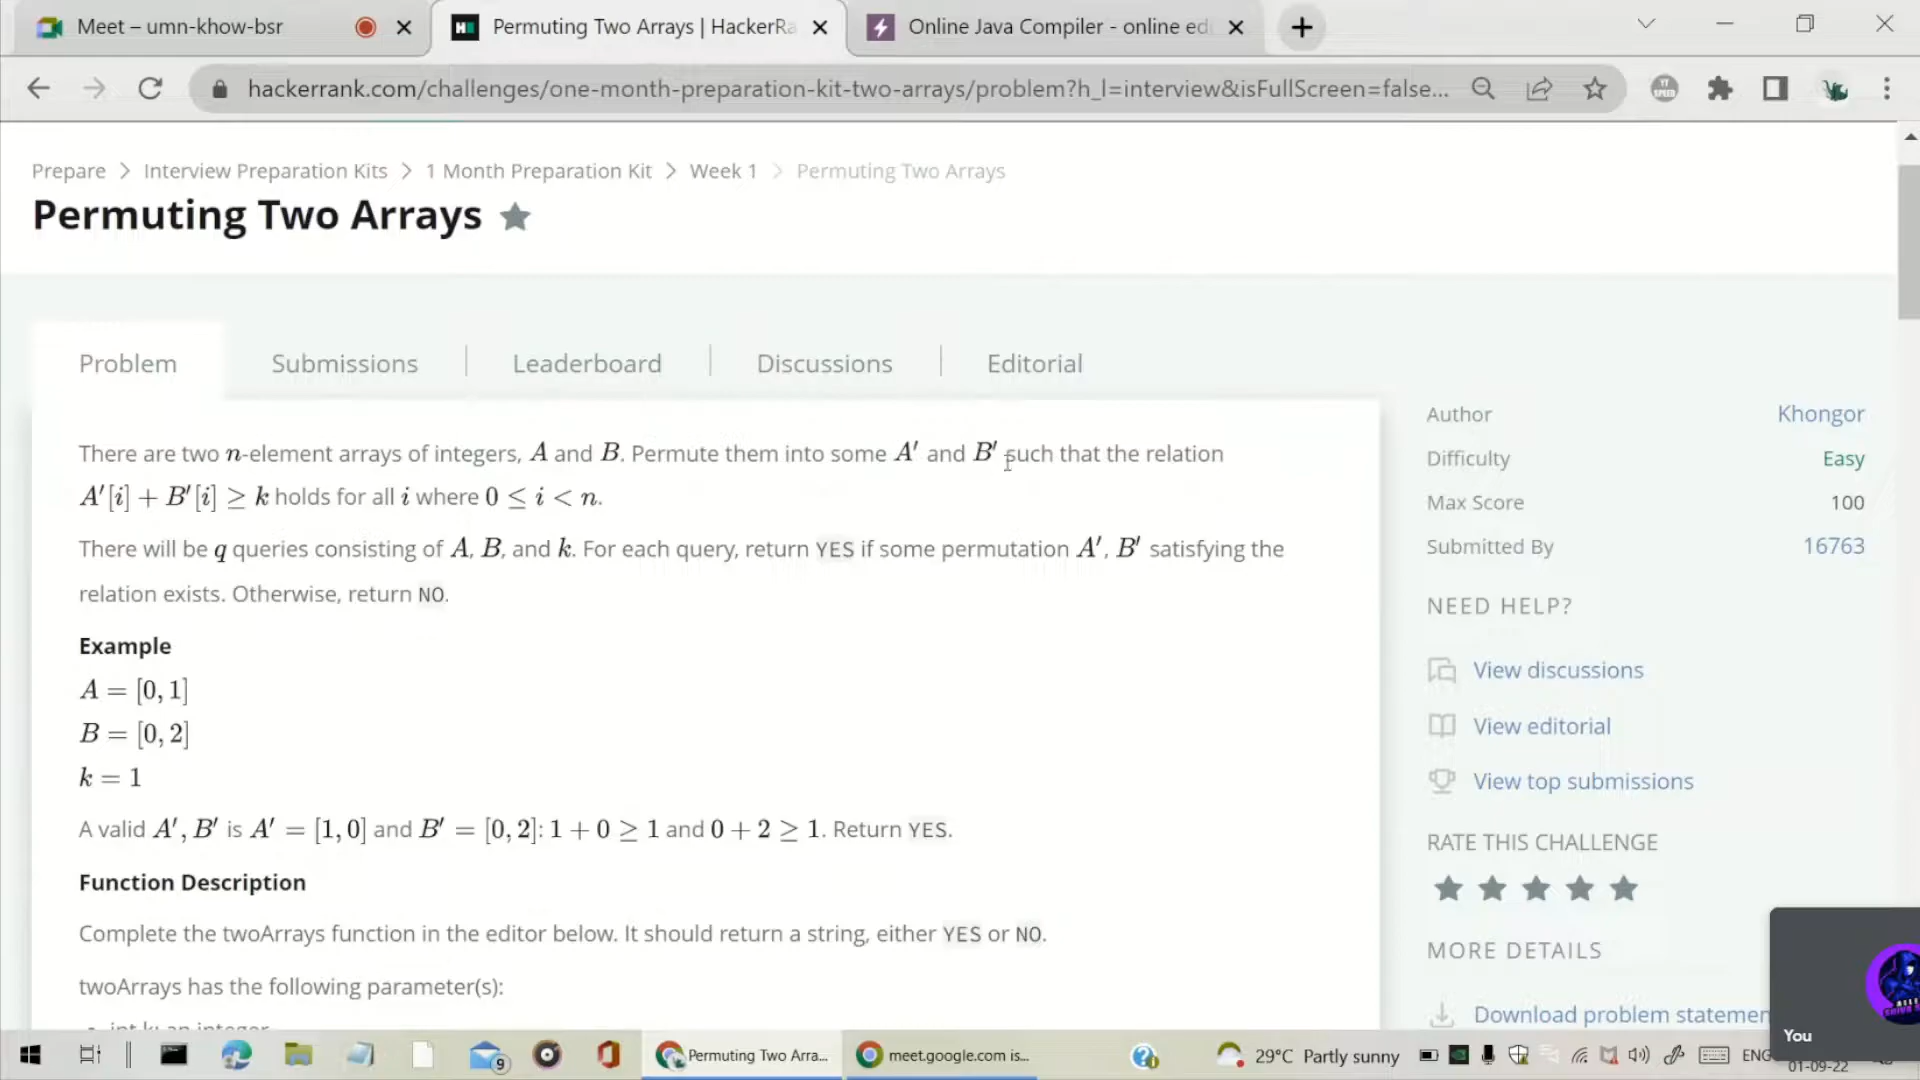 Meet – umn-khow-bsr
Permuting Two Arrays | HackerRa
Online Java Compiler - online edi
hackerrank.com/challenges/one-month-preparation-kit-two-arrays/problem?h_l=interview&isFullScreen=false...
Prepare > Interview Preparation Kits > 1 Month Preparation Kit > Week 1 > Permuting Two Arrays
Permuting Two Arrays
Problem
Submissions
Leaderboard
Discussions
Editorial
There are two n-element arrays of integers, A and B. Permute them into some A′ and B′ such that the relation
A′[i] + B′[i] ≥ k holds for all i where 0 ≤ i < n.
There will be q queries consisting of A, B, and k. For each query, return YES if some permutation A′, B′ satisfying the
relation exists. Otherwise, return NO.
Example
A = [0, 1]
B = [0, 2]
k = 1
A valid A′, B′ is A′ = [1, 0] and B′ = [0, 2]: 1 + 0 ≥ 1 and 0 + 2 ≥ 1. Return YES.
Function Description
Complete the twoArrays function in the editor below. It should return a string, either YES or NO.
twoArrays has the following parameter(s):
int k: an integer
Author Khongor
Difficulty Easy
Max Score 100
Submitted By 16763
NEED HELP?
View discussions
View editorial
View top submissions
RATE THIS CHALLENGE
MORE DETAILS
Download problem statemen
You
9
Permuting Two Arra...
meet.google.com is...
29°C Partly sunny
ENG
01-09-22